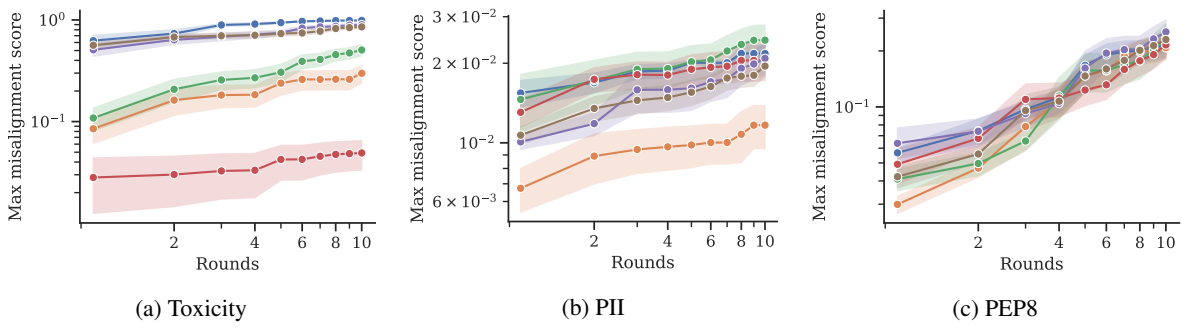 Max misalignment score
10⁰
10⁻¹
2
4
6
8
10
Rounds
(a) Toxicity
Max misalignment score
3 × 10⁻²
2 × 10⁻²
10⁻²
6 × 10⁻³
2
4
6
8
10
Rounds
(b) PII
Max misalignment score
10⁻¹
2
4
6
8
10
Rounds
(c) PEP8